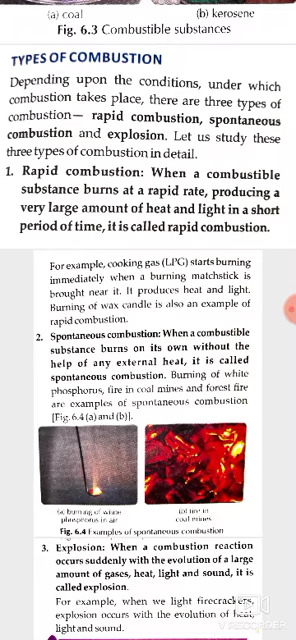 (a) coal (b) kerosene
Fig. 6.3 Combustible substances
TYPES OF COMBUSTION
Depending upon the conditions, under which
combustion takes place, there are three types of
combustion— rapid combustion, spontaneous
combustion and explosion. Let us study these
three types of combustion in detail.
1. Rapid combustion: When a combustible
substance burns at a rapid rate, producing a
very large amount of heat and light in a short
period of time, it is called rapid combustion.
For example, cooking gas (LPG) starts burning
immediately when a burning matchstick is
brought near it. It produces heat and light.
Burning of wax candle is also an example of
rapid combustion.
2. Spontaneous combustion: When a combustible
substance burns on its own without the
help of any external heat, it is called
spontaneous combustion. Burning of white
phosphorus, fire in coal mines and forest fire
are examples of spontaneous combustion
[Fig. 6.4 (a) and (b)].
(a) burning of white (b) fire in
phosphorus in air coal mines
Fig. 6.4 Examples of spontaneous combustion
3. Explosion: When a combustion reaction
occurs suddenly with the evolution of a large
amount of gases, heat, light and sound, it is
called explosion.
For example, when we light firecrackers,
explosion occurs with the evolution of heat,
light and sound.